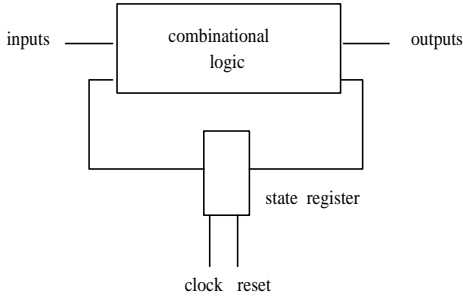 inputs
combinational
logic
outputs
state register
clock reset